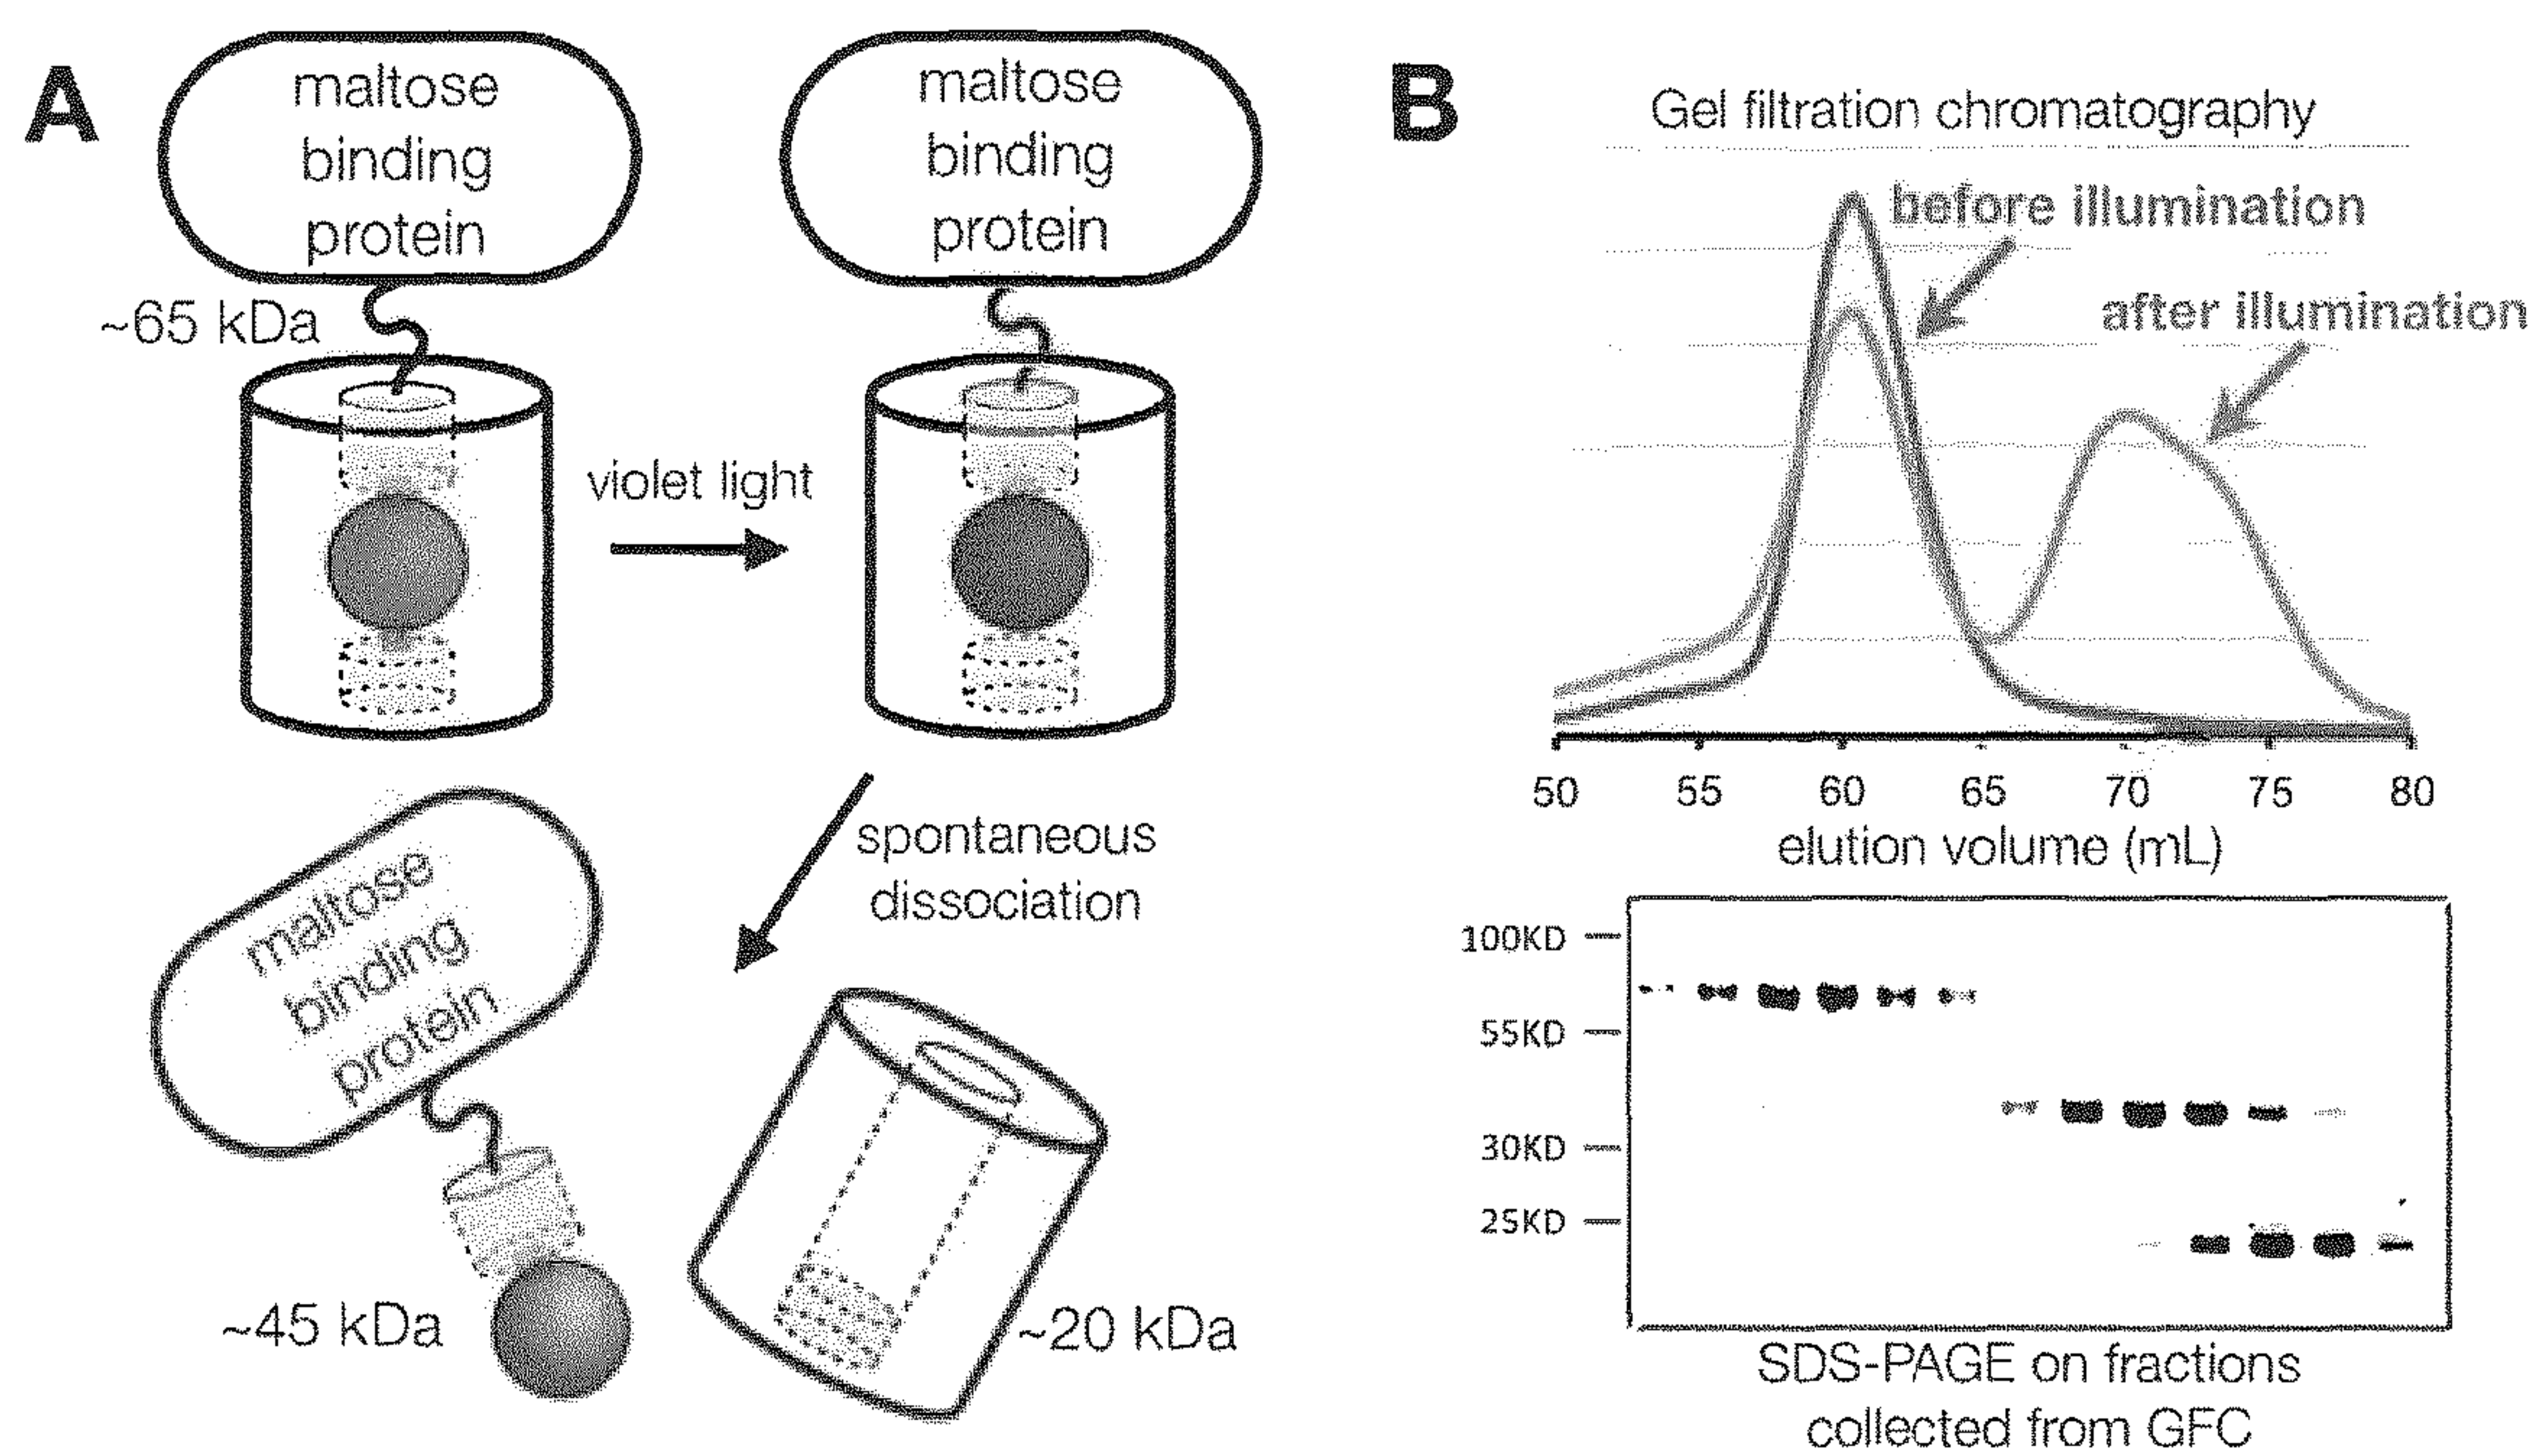 A
maltose
binding
protein
~65 kDa
violet light
maltose
binding
protein
spontaneous
dissociation
maltose
binding
protein
~45 kDa
~20 kDa
B
Gel filtration chromatography
before illumination
after illumination
50 55 60 65 70 75 80
elution volume (mL)
100KD
55KD
30KD
25KD
SDS-PAGE on fractions
collected from GFC